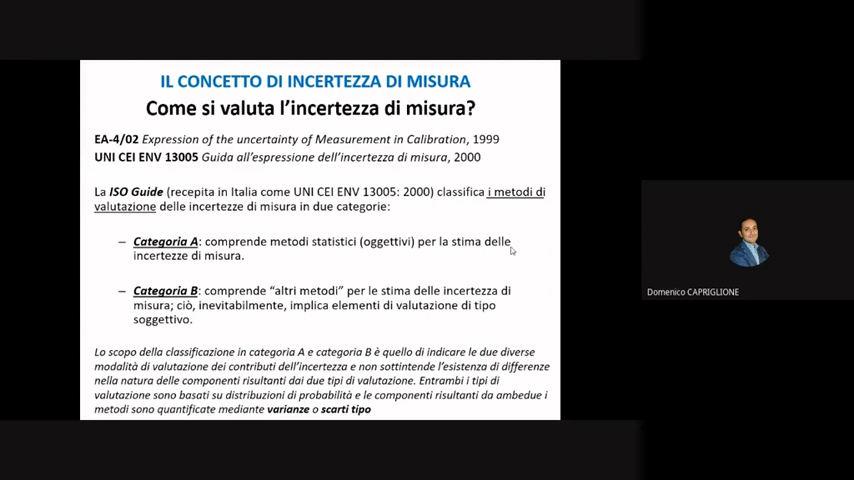 IL CONCETTO DI INCERTEZZA DI MISURA
Come si valuta l'incertezza di misura?
EA-4/02 Expression of the uncertainty of Measurement in Calibration, 1999
UNI CEI ENV 13005 Guida all'espressione dell'incertezza di misura, 2000
La ISO Guide (recepita in Italia come UNI CEI ENV 13005: 2000) classifica i metodi di
valutazione delle incertezze di misura in due categorie:
– Categoria A: comprende metodi statistici (oggettivi) per la stima delle
incertezze di misura.
– Categoria B: comprende "altri metodi" per le stima delle incertezza di
misura; ciò, inevitabilmente, implica elementi di valutazione di tipo
soggettivo.
Lo scopo della classificazione in categoria A e categoria B è quello di indicare le due diverse
modalità di valutazione dei contributi dell'incertezza e non sottintende l'esistenza di differenze
nella natura delle componenti risultanti dai due tipi di valutazione. Entrambi i tipi di
valutazione sono basati su distribuzioni di probabilità e le componenti risultanti da ambedue i
metodi sono quantificate mediante varianze o scarti tipo
Domenico CAPRIGLIONE